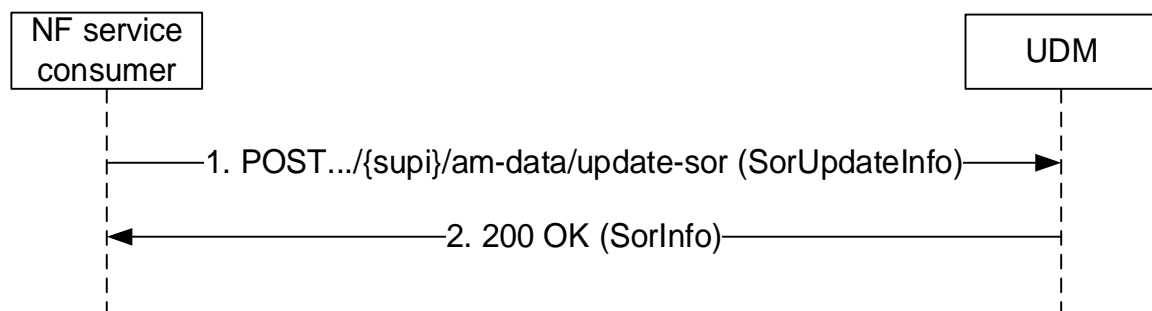 NF service
consumer
UDM
1. POST.../{supi}/am-data/update-sor (SorUpdateInfo)
2. 200 OK (SorInfo)